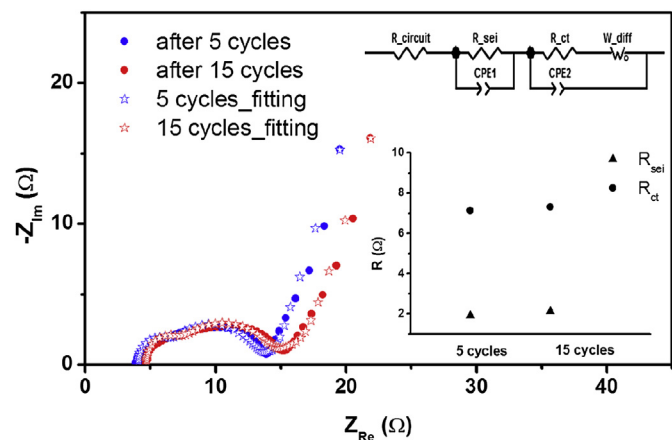 after 5 cycles
after 15 cycles
5 cycles_fitting
15 cycles_fitting
R_circuit
R_sei
R_ct
W_diff
CPE1
CPE2
20
10
0
-Z_Im (Ω)
0
10
20
30
40
Z_Re (Ω)
R_sei
R_ct
10
8
6
4
2
R (Ω)
5 cycles
15 cycles